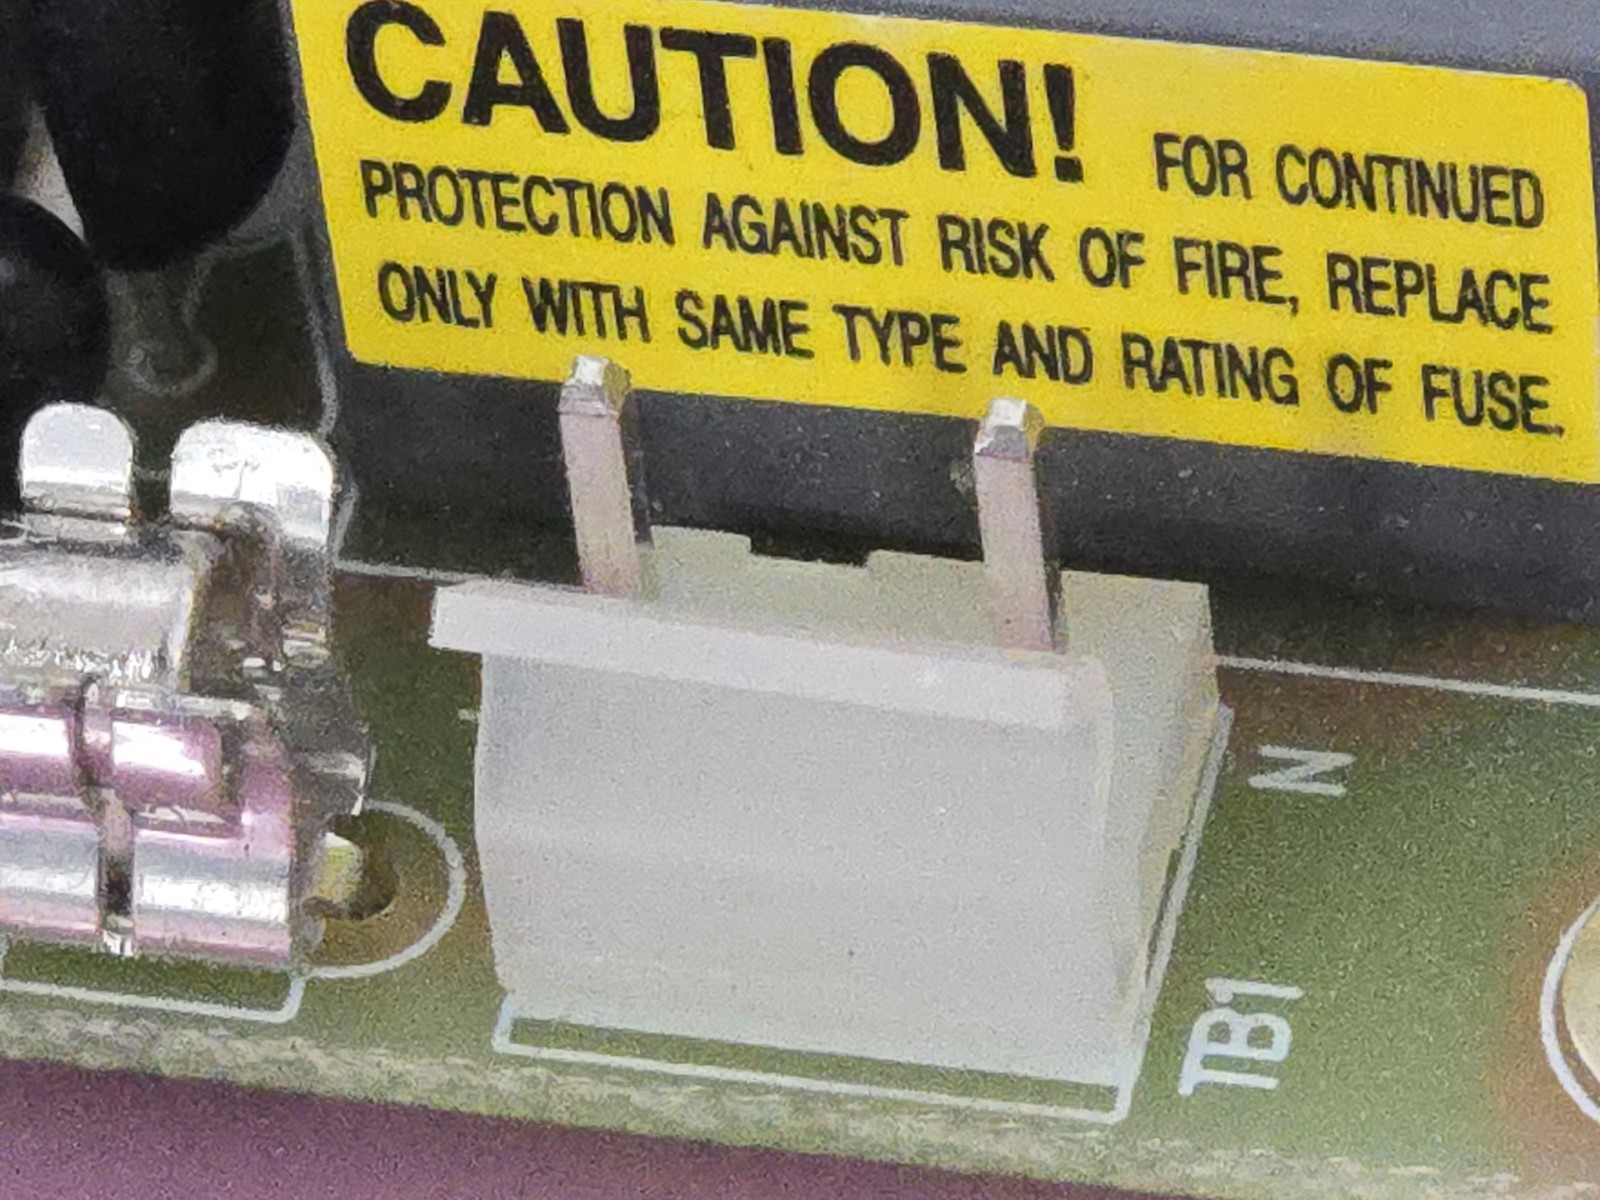 CAUTION! FOR CONTINUED
PROTECTION AGAINST RISK OF FIRE, REPLACE
ONLY WITH SAME TYPE AND RATING OF FUSE.
N
TB1